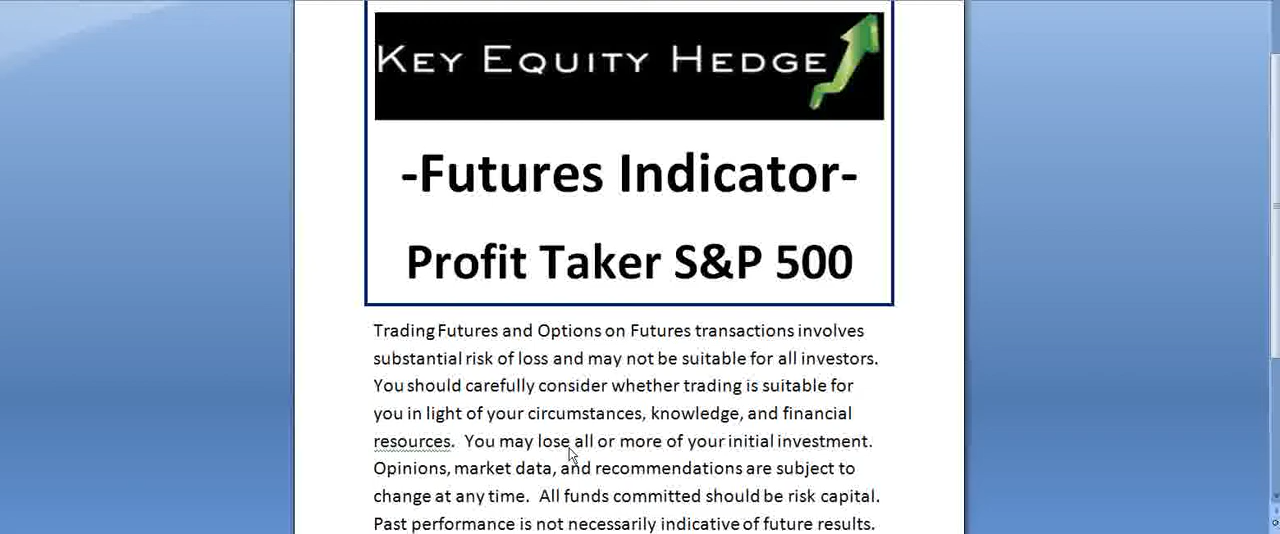 KEY EQUITY HEDGE
-Futures Indicator-
Profit Taker S&P 500
Trading Futures and Options on Futures transactions involves
substantial risk of loss and may not be suitable for all investors.
You should carefully consider whether trading is suitable for
you in light of your circumstances, knowledge, and financial
resources.  You may lose all or more of your initial investment.
Opinions, market data, and recommendations are subject to
change at any time.  All funds committed should be risk capital.
Past performance is not necessarily indicative of future results.